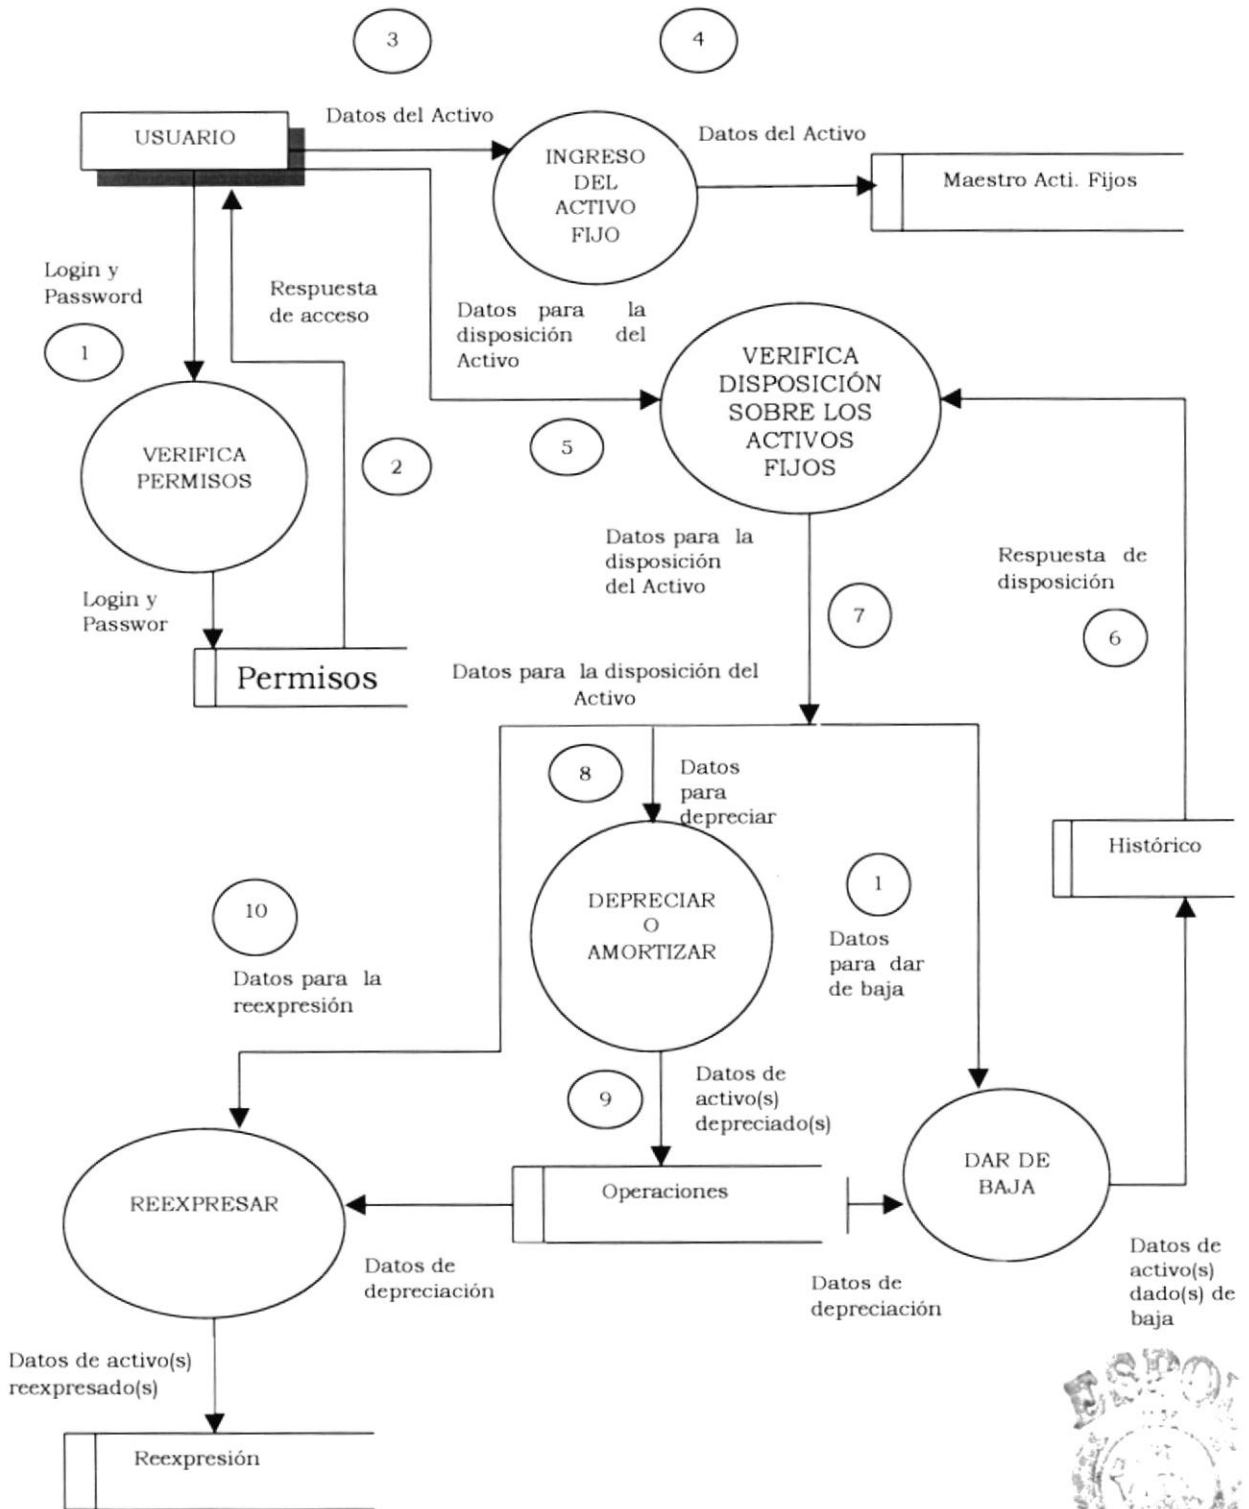 3
4
Datos del Activo
USUARIO
INGRESO
DEL
ACTIVO
FIJO
Datos del Activo
Maestro Acti. Fijos
Login y
Password
1
Respuesta
de acceso
Datos para la
disposición del
Activo
VERIFICA
DISPOSICIÓN
SOBRE LOS
ACTIVOS
FIJOS
VERIFICA
PERMISOS
2
5
Datos para la
disposición
del Activo
Respuesta de
disposición
7
6
Login y
Passwor
Permisos
Datos para la disposición del
Activo
8
Datos
para
depreciar
Histórico
10
Datos para la
reexpresión
DEPRECIAR
O
AMORTIZAR
1
Datos
para dar
de baja
9
Datos de
activo(s)
depreciado(s)
REEXPRESAR
Operaciones
DAR DE
BAJA
Datos de
depreciación
Datos de
depreciación
Datos de
activo(s)
dado(s) de
baja
Datos de activo(s)
reexpresado(s)
Reexpresión
ESPOL